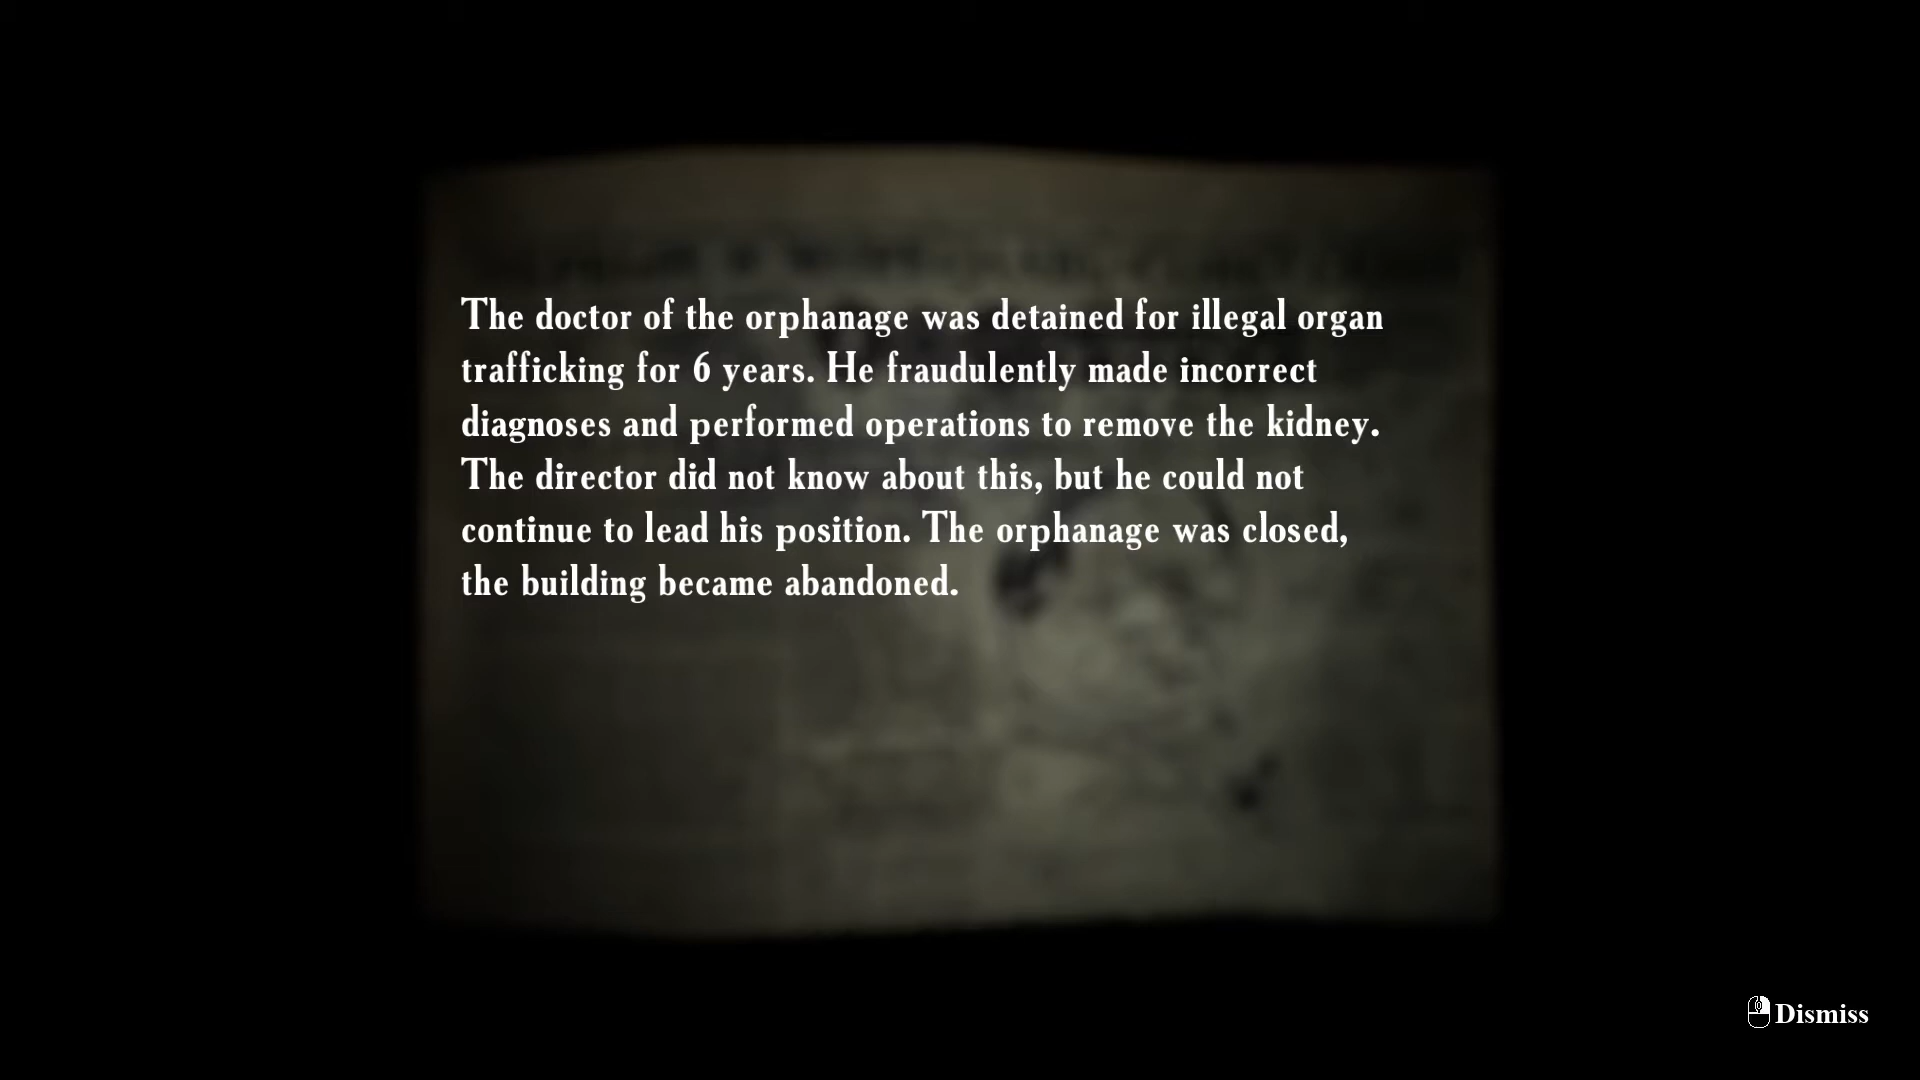 The doctor of the orphanage was detained for illegal organ
trafficking for 6 years. He fraudulently made incorrect
diagnoses and performed operations to remove the kidney.
The director did not know about this, but he could not
continue to lead his position. The orphanage was closed,
the building became abandoned.
Dismiss